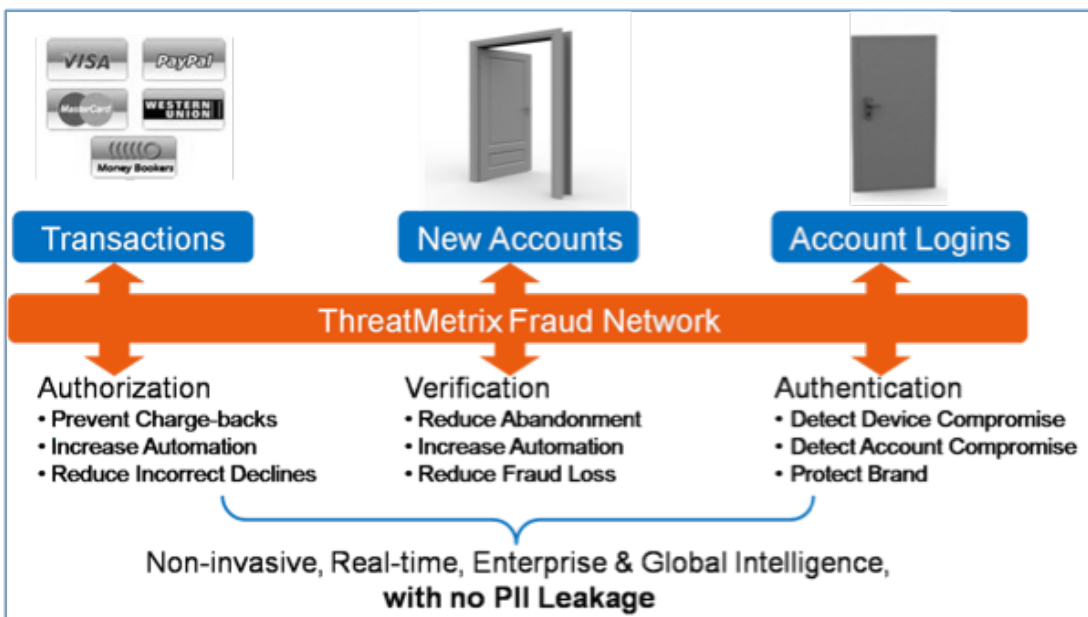 VISA
PayPal
MasterCard
WESTERN
UNION
Money Bookers
Transactions
New Accounts
Account Logins
ThreatMetrix Fraud Network
Authorization
• Prevent Charge-backs
• Increase Automation
• Reduce Incorrect Declines
Verification
• Reduce Abandonment
• Increase Automation
• Reduce Fraud Loss
Authentication
• Detect Device Compromise
• Detect Account Compromise
• Protect Brand
Non-invasive, Real-time, Enterprise & Global Intelligence,
with no PII Leakage